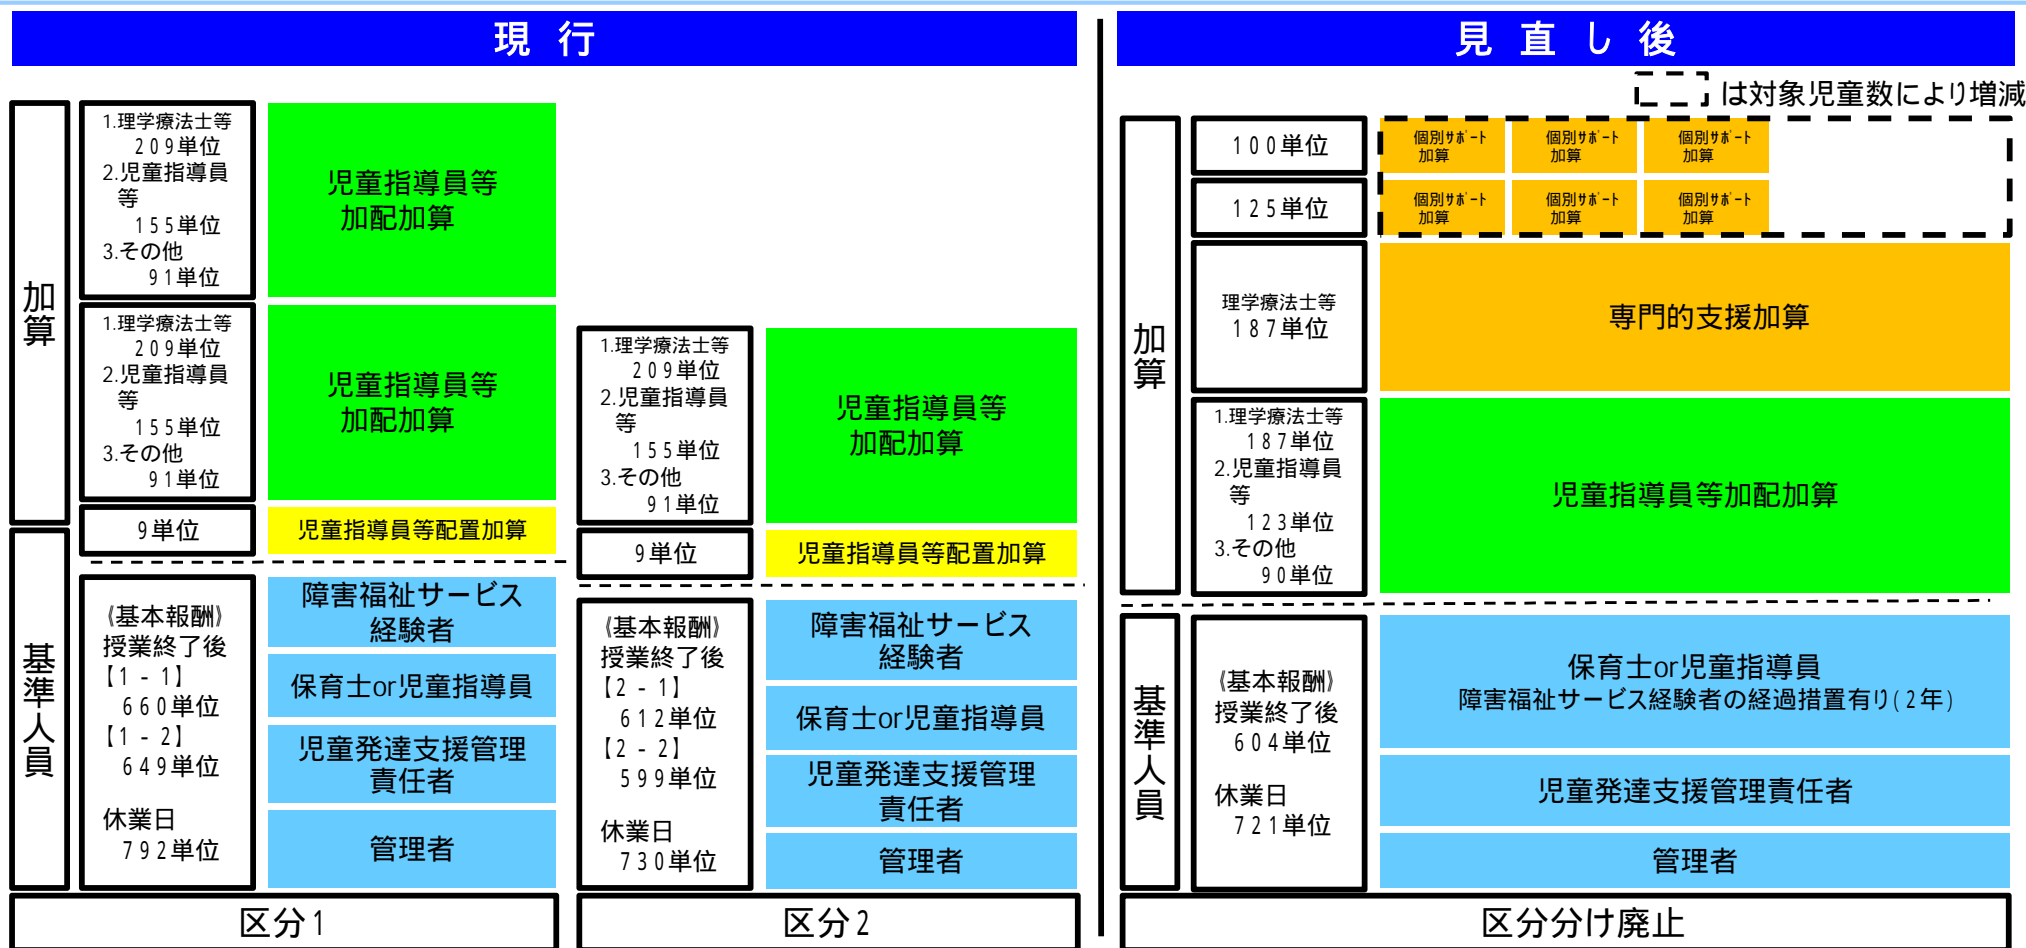 現 行
加算
1.理学療法士等
209単位
2.児童指導員
等
155単位
3.その他
91単位
児童指導員等
加配加算
1.理学療法士等
209単位
2.児童指導員
等
155単位
3.その他
91単位
児童指導員等
加配加算
9単位
児童指導員等配置加算
基準人員
《基本報酬》
授業終了後
【1-1】
660単位
【1-2】
649単位
休業日
792単位
障害福祉サービス
経験者
保育士or児童指導員
児童発達支援管理
責任者
管理者
区分1
1.理学療法士等
209単位
2.児童指導員
等
155単位
3.その他
91単位
児童指導員等
加配加算
9単位
児童指導員等配置加算
《基本報酬》
授業終了後
【2-1】
612単位
【2-2】
599単位
休業日
730単位
障害福祉サービス
経験者
保育士or児童指導員
児童発達支援管理
責任者
管理者
区分2
見 直 し 後
は対象児童数により増減
加算
100単位
個別ｻﾎﾟｰﾄ
加算
個別ｻﾎﾟｰﾄ
加算
個別ｻﾎﾟｰﾄ
加算
125単位
個別ｻﾎﾟｰﾄ
加算
個別ｻﾎﾟｰﾄ
加算
個別ｻﾎﾟｰﾄ
加算
理学療法士等
187単位
専門的支援加算
1.理学療法士等
187単位
2.児童指導員
等
123単位
3.その他
90単位
児童指導員等加配加算
基準人員
《基本報酬》
授業終了後
604単位
休業日
721単位
保育士or児童指導員
障害福祉サービス経験者の経過措置有り(2年)
児童発達支援管理責任者
管理者
区分分け廃止